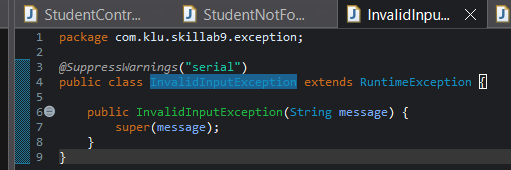 StudentContr...
StudentNotFo...
InvalidInpu...
1 package com.klu.skillab9.exception;
2
3 @SuppressWarnings("serial")
4 public class InvalidInputException extends RuntimeException {
5
6 public InvalidInputException(String message) {
7 super(message);
8 }
9 }